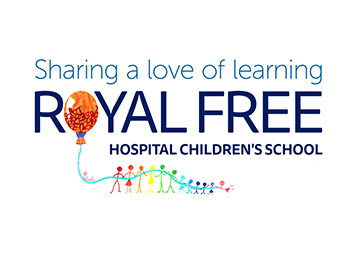 Sharing a love of learning
ROYAL FREE
HOSPITAL CHILDREN'S SCHOOL